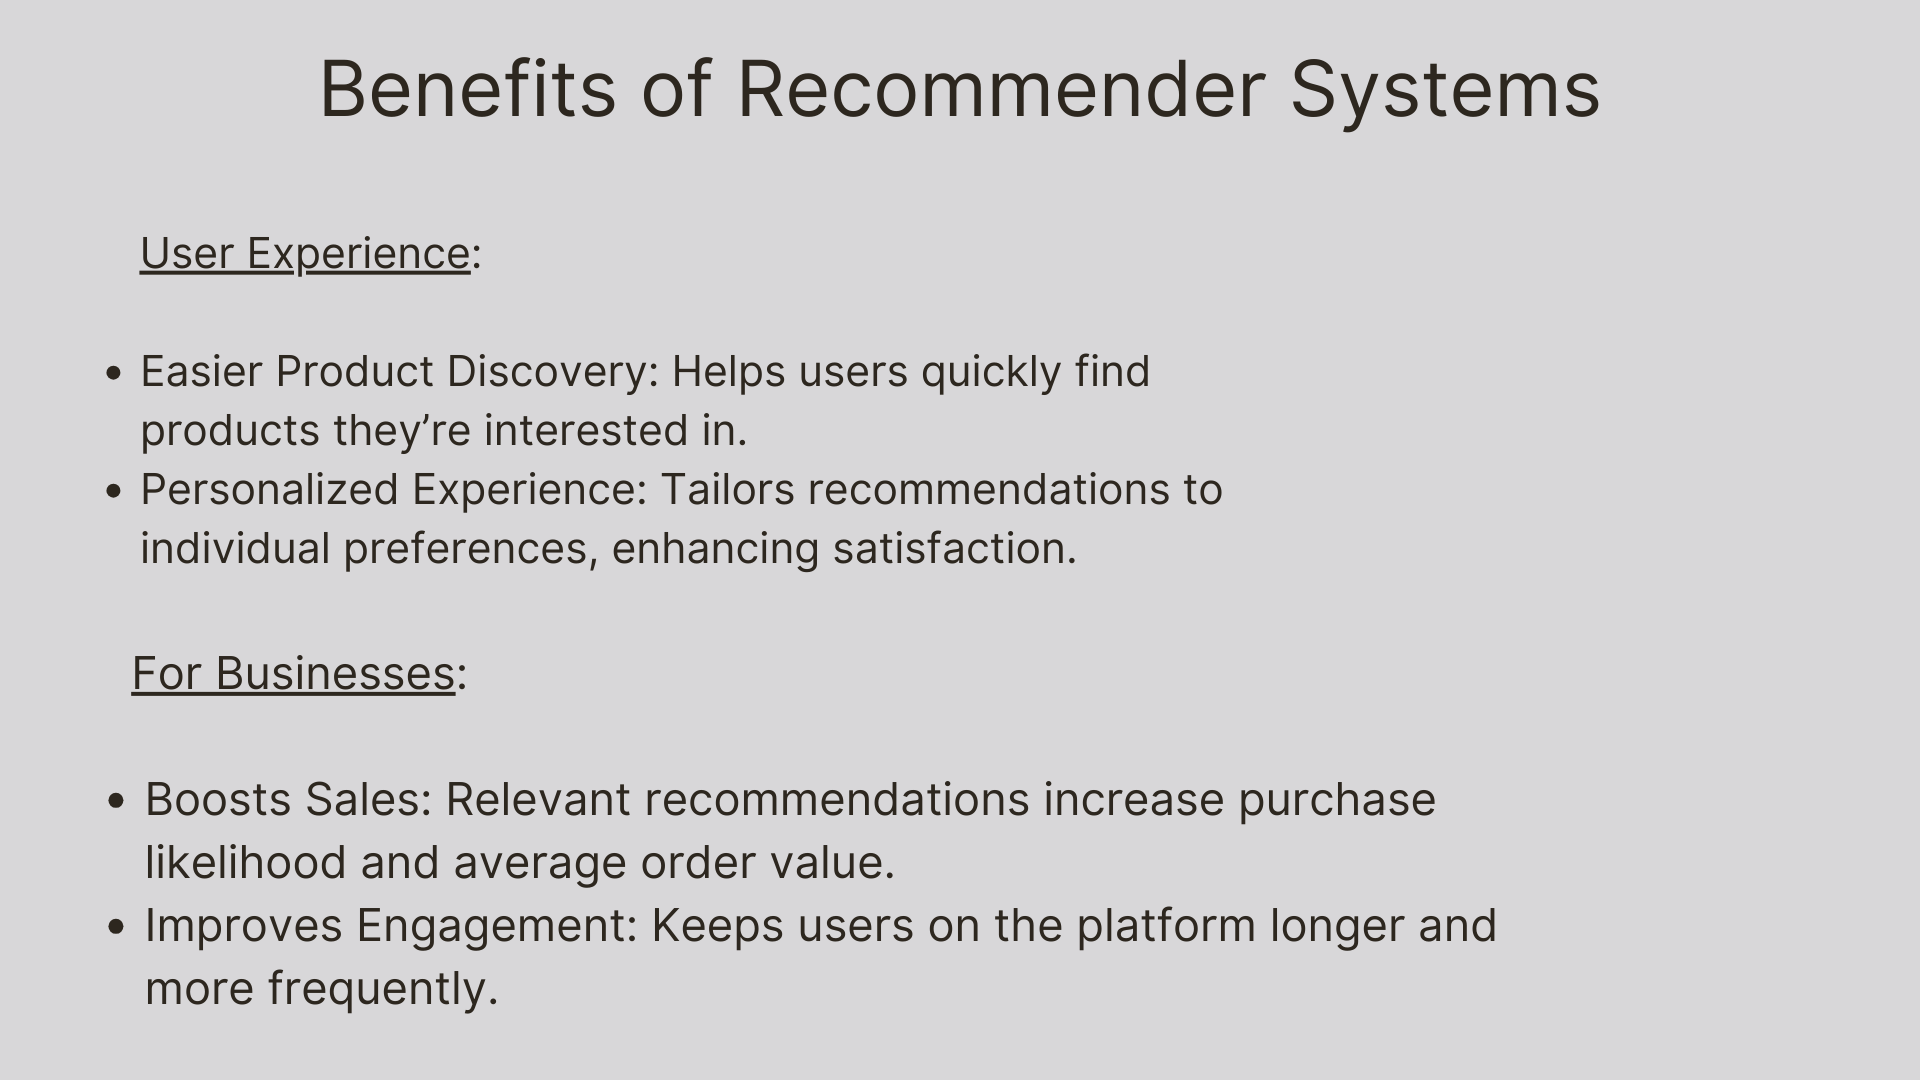 Benefits of Recommender Systems
User Experience:
• Easier Product Discovery: Helps users quickly find
products they’re interested in.
• Personalized Experience: Tailors recommendations to
individual preferences, enhancing satisfaction.
For Businesses:
• Boosts Sales: Relevant recommendations increase purchase
likelihood and average order value.
• Improves Engagement: Keeps users on the platform longer and
more frequently.